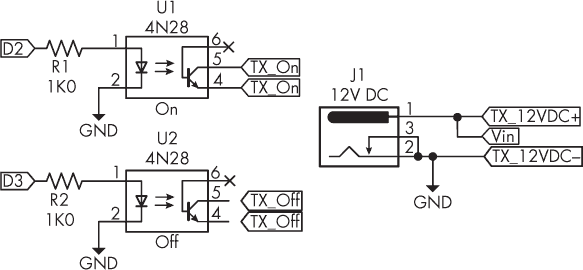 U1
4N28
D2
R1
1K0
1
2
6
5
4
TX_On
TX_On
On
GND
U2
4N28
D3
R2
1K0
1
2
6
5
4
TX_Off
TX_Off
Off
GND
J1
12V DC
1
3
2
TX_12VDC+
Vin
TX_12VDC–
GND